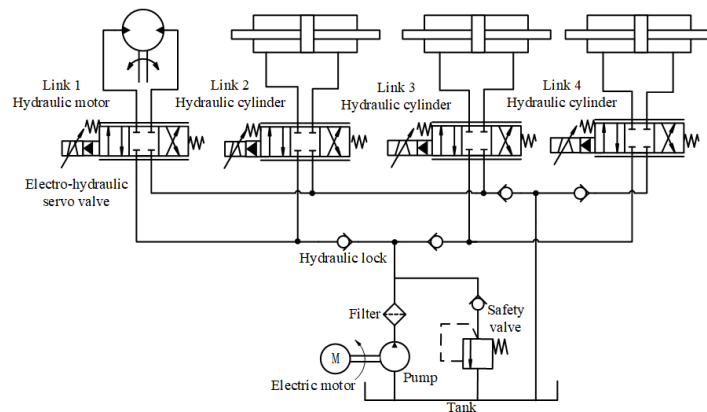 Link 1
Hydraulic motor
Link 2
Hydraulic cylinder
Link 3
Hydraulic cylinder
Link 4
Hydraulic cylinder
Electro-hydraulic
servo valve
Hydraulic lock
Filter
Safety
valve
M
Electric motor
Pump
Tank